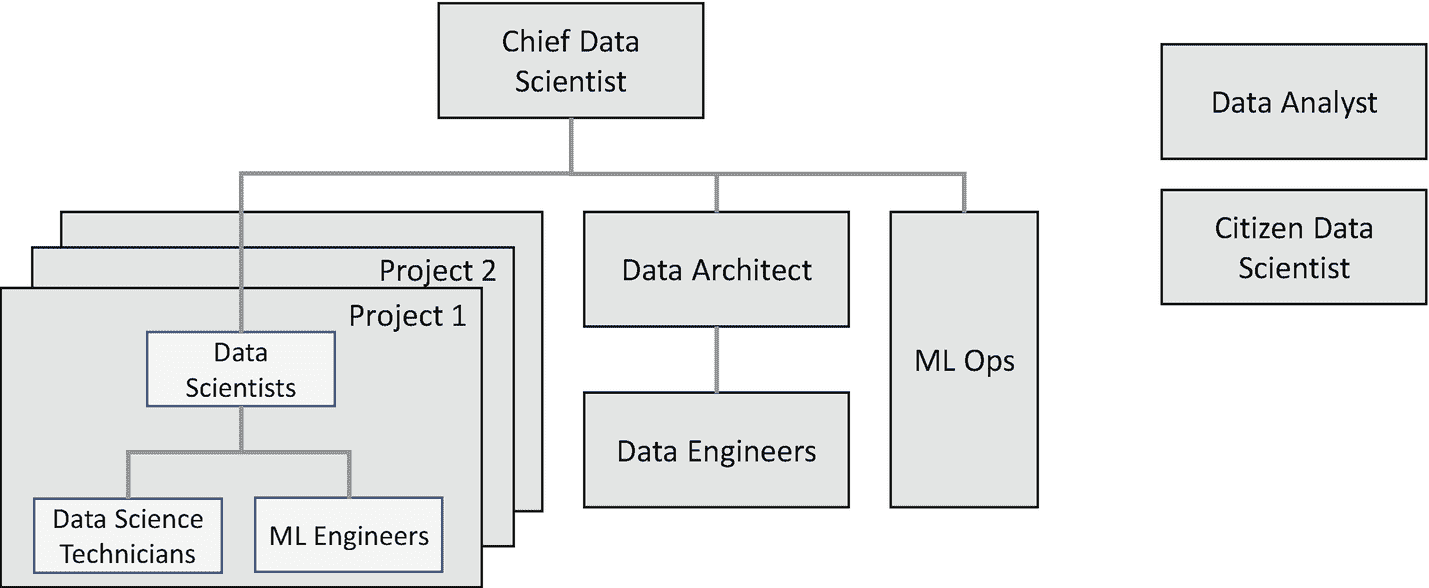 Chief Data
Scientist
Data Analyst
Citizen Data
Scientist
Project 2
Project 1
Data
Scientists
Data Science
Technicians
ML Engineers
Data Architect
Data Engineers
ML Ops